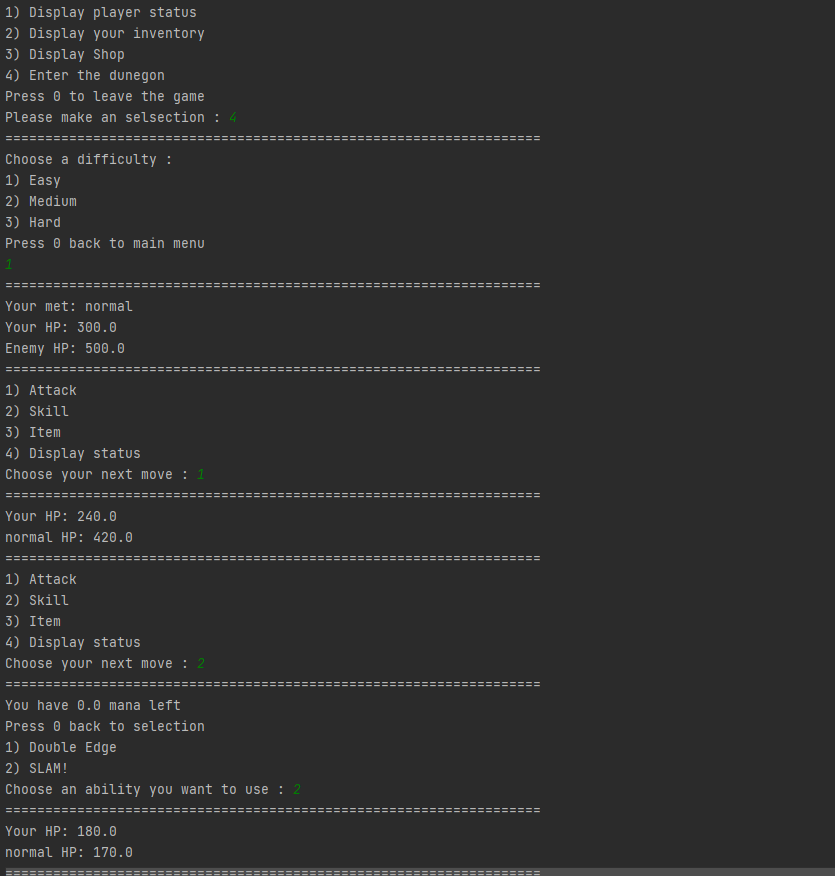 1) Display player status
2) Display your inventory
3) Display Shop
4) Enter the dunegon
Press 0 to leave the game
Please make an selsection : 4
===================================================================
Choose a difficulty :
1) Easy
2) Medium
3) Hard
Press 0 back to main menu
1
===================================================================
Your met: normal
Your HP: 300.0
Enemy HP: 500.0
===================================================================
1) Attack
2) Skill
3) Item
4) Display status
Choose your next move : 1
===================================================================
Your HP: 240.0
normal HP: 420.0
===================================================================
1) Attack
2) Skill
3) Item
4) Display status
Choose your next move : 2
===================================================================
You have 0.0 mana left
Press 0 back to selection
1) Double Edge
2) SLAM!
Choose an ability you want to use : 2
===================================================================
Your HP: 180.0
normal HP: 170.0
===================================================================